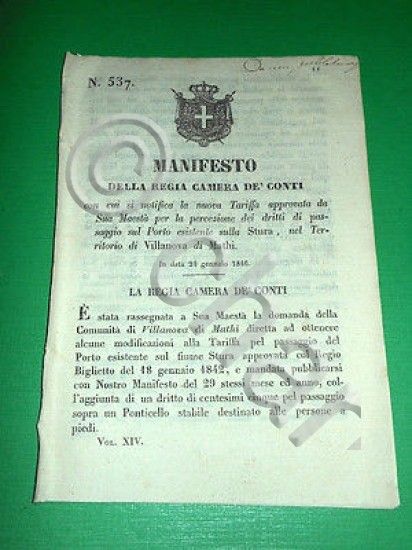 N. 537.
MANIFESTO
DELLA REGIA CAMERA DE' CONTI
con cui si notifica la nuova Tariffa approvata da
Sua Maestà per la percezione dei dritti di pas-
saggio sul Porto esistente sulla Stura, nel Ter-
ritorio di Villanova di Mathi.
In data 24 gennaio 1846.
LA REGIA CAMERA DE' CONTI
È stata rassegnata a Sua Maestà la domanda della
Comunità di Villanova di Mathi diretta ad ottenere
alcune modificazioni alla Tariffa pel passaggio del
Porto esistente sul fiume Stura approvata col Regio
Biglietto del 18 gennaio 1842, e mandata pubblicarsi
con Nostro Manifesto del 29 stessi mese ed anno, col-
l'aggiunta di un dritto di centesimi cinque pel passaggio
sopra un Ponticello stabile destinato alle persone a
piedi.
Vol. XIV.